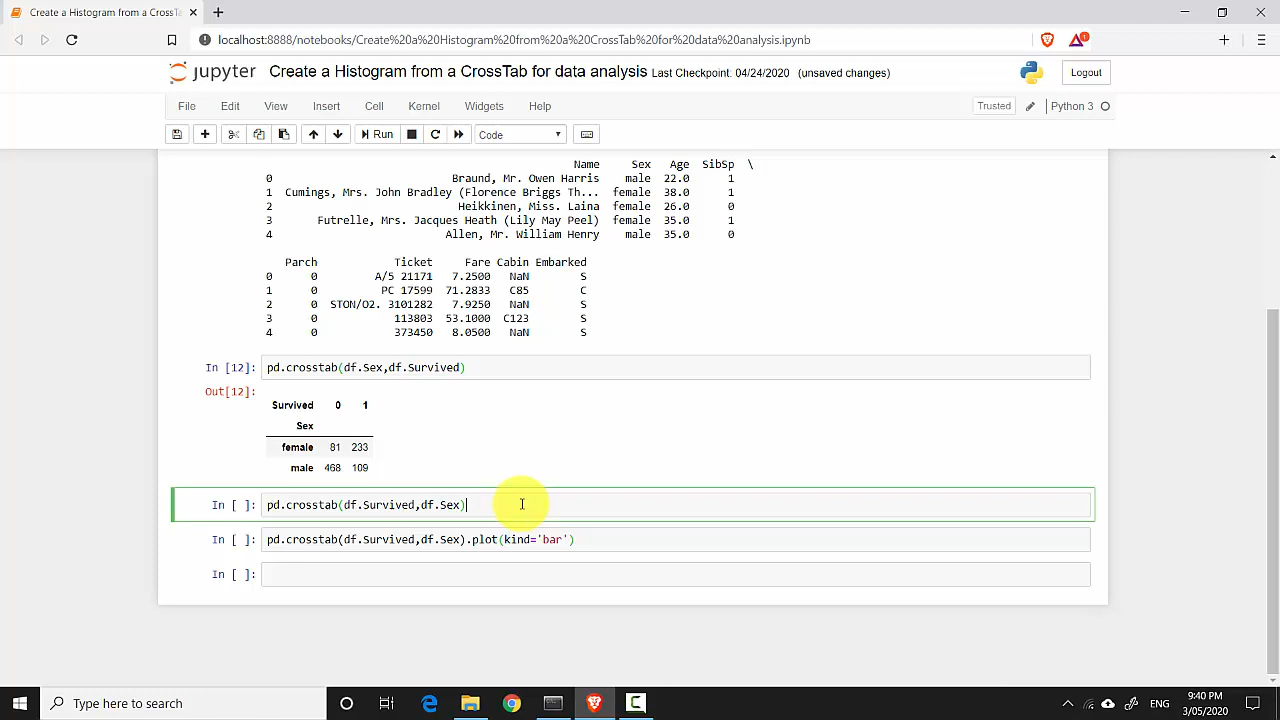 Create a Histogram from a CrossTa
localhost:8888/notebooks/Create%20a%20Histogram%20from%20a%20CrossTab%20for%20data%20analysis.ipynb
1
jupyter Create a Histogram from a CrossTab for data analysis Last Checkpoint: 04/24/2020 (unsaved changes)
Logout
File Edit View Insert Cell Kernel Widgets Help
Trusted Python 3
Run Code
Name Sex Age SibSp \
0 Braund, Mr. Owen Harris male 22.0 1
1 Cumings, Mrs. John Bradley (Florence Briggs Th... female 38.0 1
2 Heikkinen, Miss. Laina female 26.0 0
3 Futrelle, Mrs. Jacques Heath (Lily May Peel) female 35.0 1
4 Allen, Mr. William Henry male 35.0 0
Parch Ticket Fare Cabin Embarked
0 0 A/5 21171 7.2500 NaN S
1 0 PC 17599 71.2833 C85 C
2 0 STON/O2. 3101282 7.9250 NaN S
3 0 113803 53.1000 C123 S
4 0 373450 8.0500 NaN S
In [12]: pd.crosstab(df.Sex,df.Survived)
Out[12]:
Survived 0 1
Sex
female 81 233
male 468 109
In [ ]: pd.crosstab(df.Survived,df.Sex)
In [ ]: pd.crosstab(df.Survived,df.Sex).plot(kind='bar')
In [ ]:
Type here to search
ENG
9:40 PM
3/05/2020